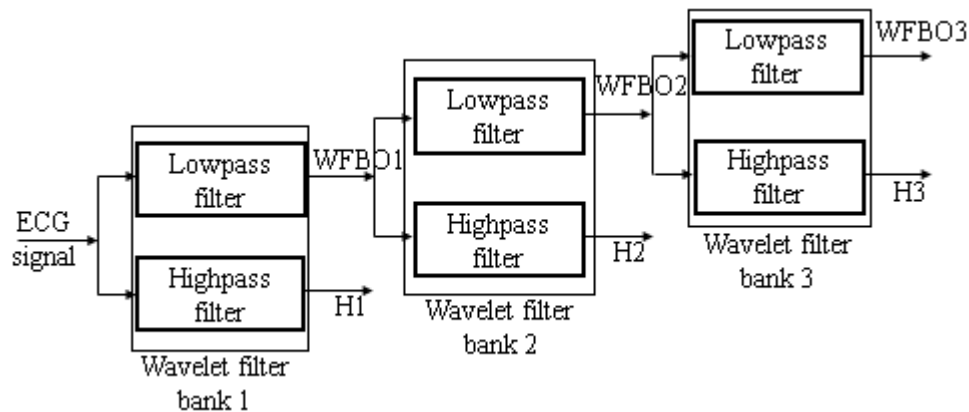 ECG
signal
Lowpass
filter
WFBO1
Highpass
filter
H1
Wavelet filter
bank 1
Lowpass
filter
WFBO2
Highpass
filter
H2
Wavelet filter
bank 2
Lowpass
filter
WFBO3
Highpass
filter
H3
Wavelet filter
bank 3